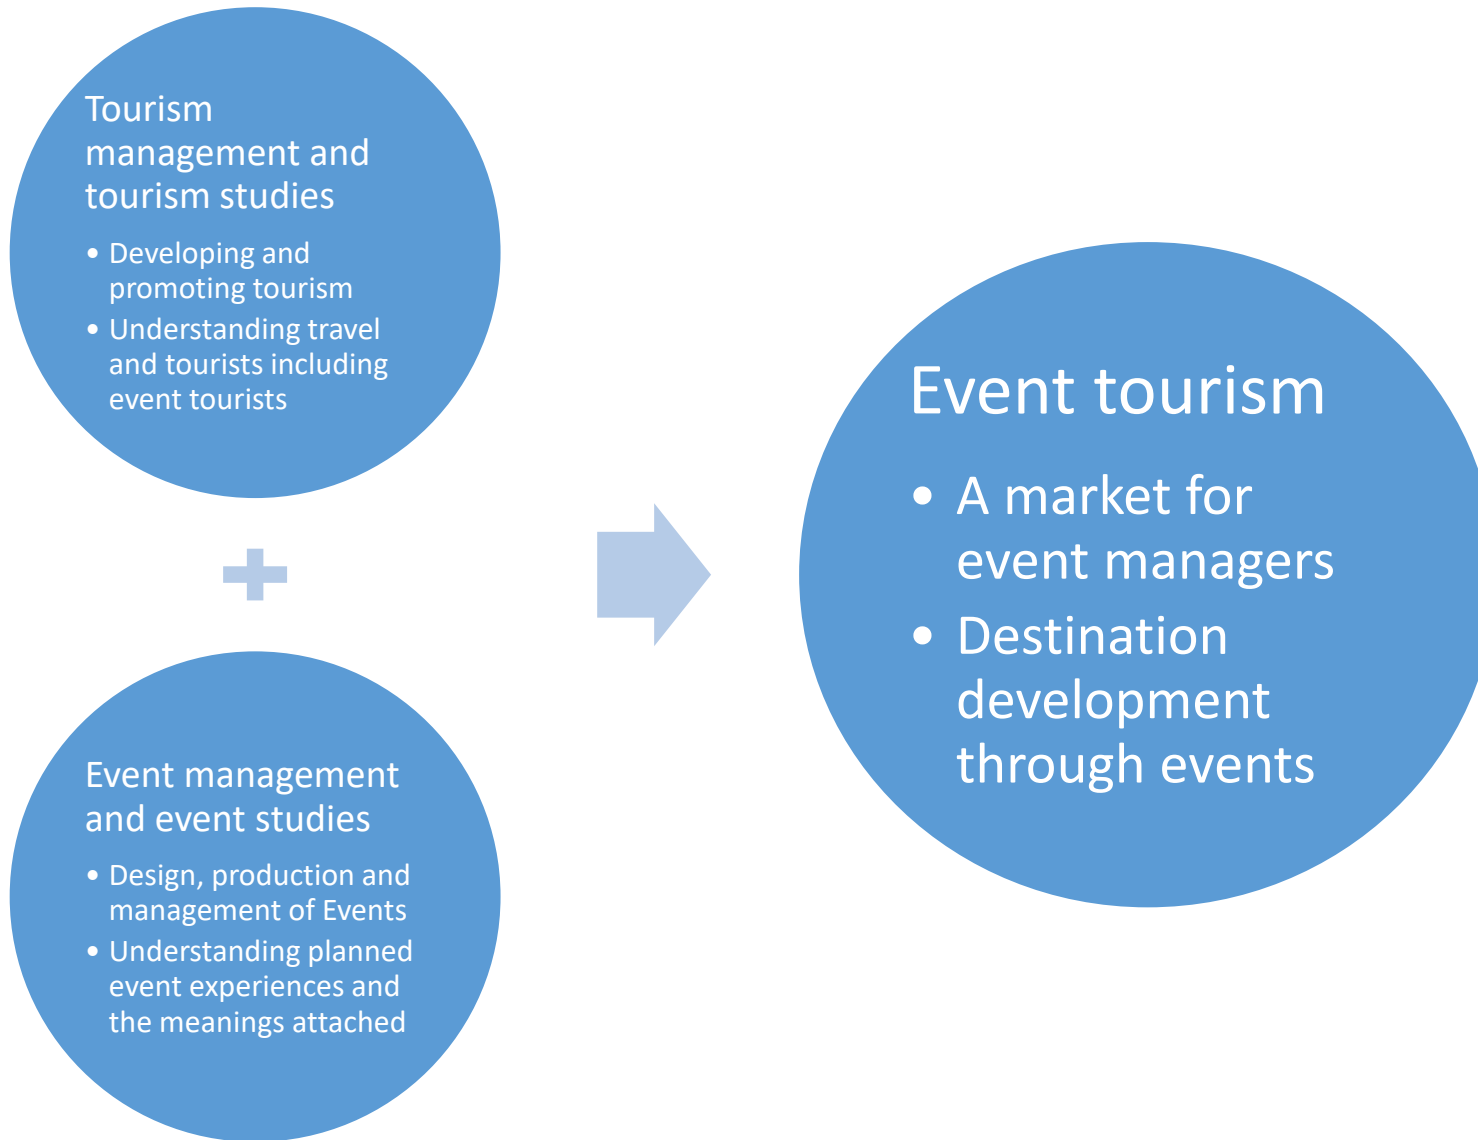 Tourism
management and
tourism studies
• Developing and
promoting tourism
• Understanding travel
and tourists including
event tourists
Event management
and event studies
• Design, production and
management of Events
• Understanding planned
event experiences and
the meanings attached
Event tourism
• A market for
event managers
• Destination
development
through events